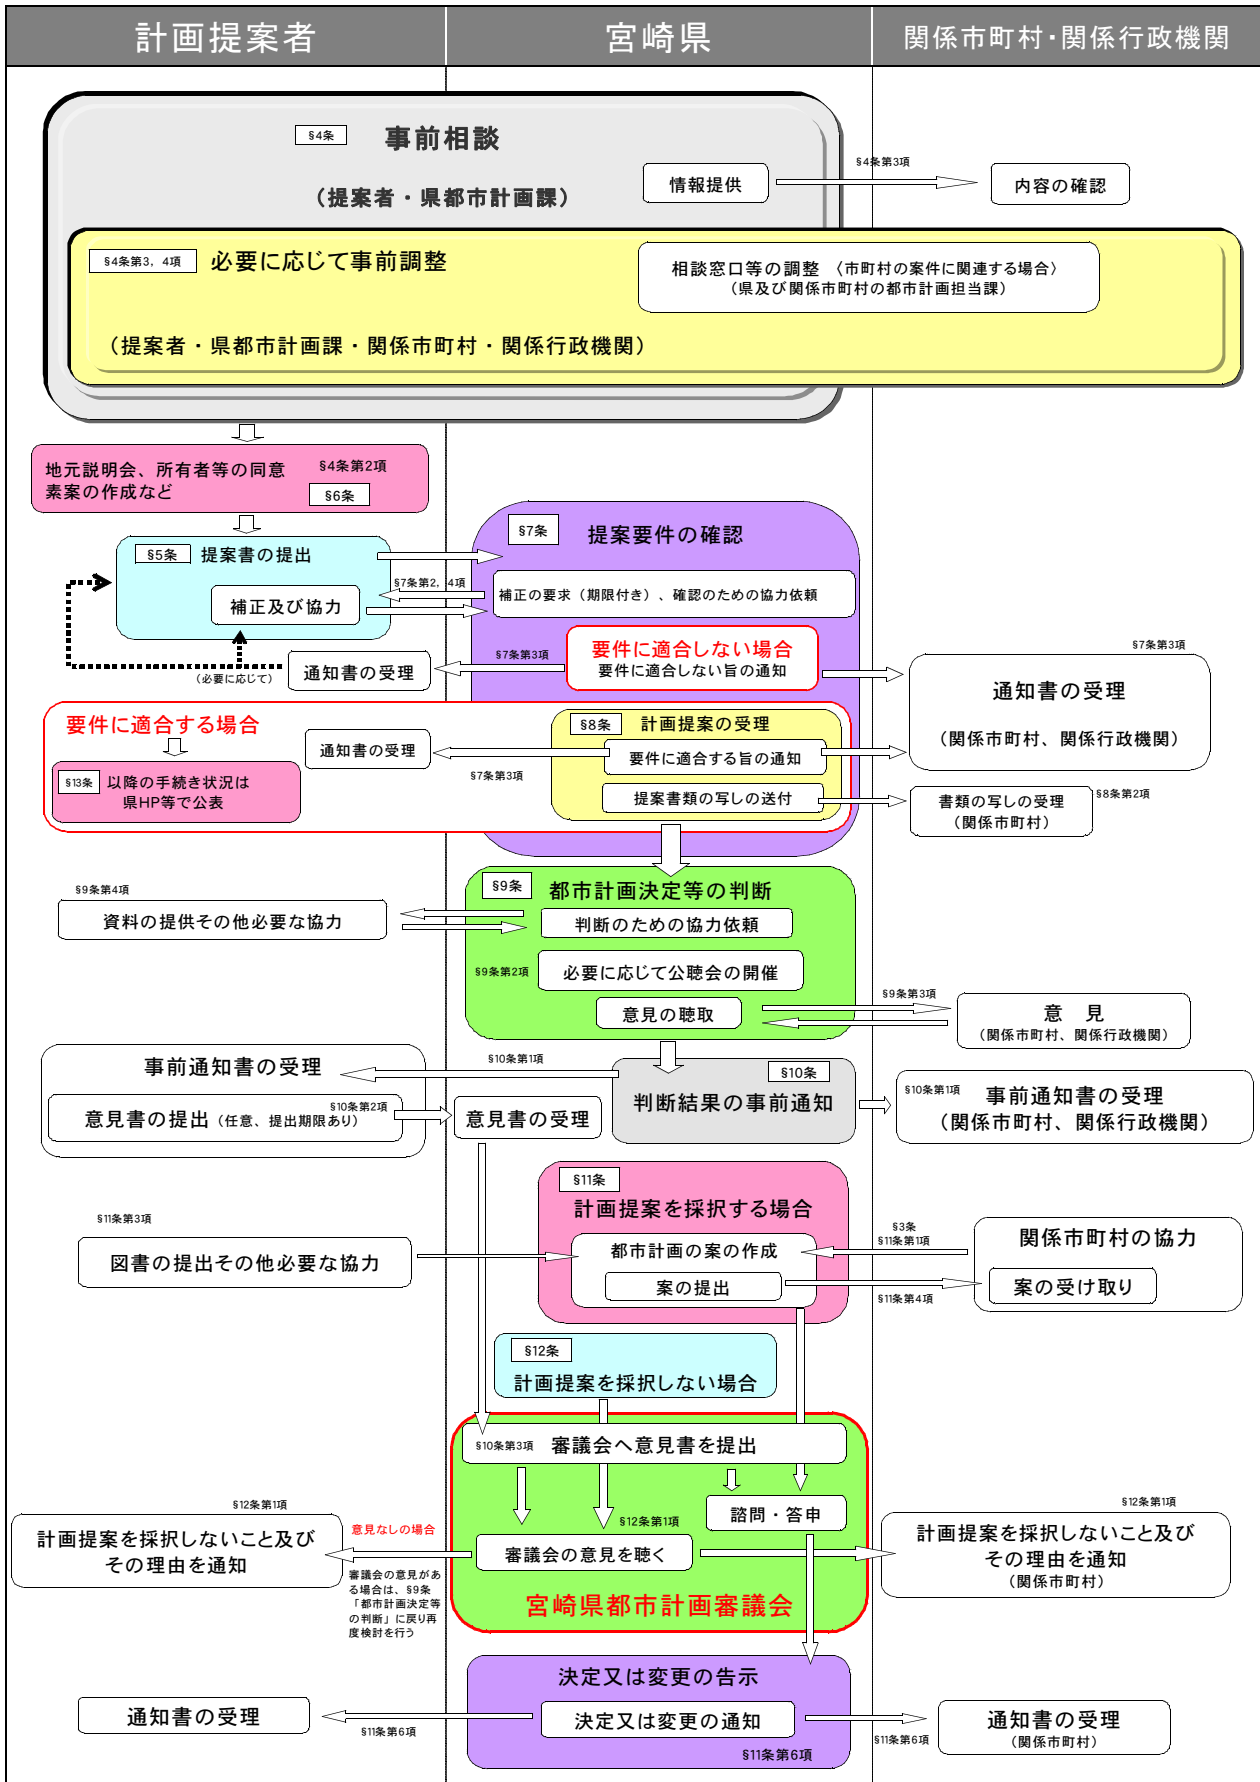 計画提案者
宮崎県
関係市町村・関係行政機関
§4条
事前相談
（提案者・県都市計画課）
情報提供
§4条第3項
内容の確認
§4条第3，4項
必要に応じて事前調整
相談窓口等の調整 〈市町村の案件に関連する場合〉
（県及び関係市町村の都市計画担当課）
（提案者・県都市計画課・関係市町村・関係行政機関）
地元説明会、所有者等の同意
素案の作成など
§4条第2項
§6条
§5条
提案書の提出
補正及び協力
§7条
提案要件の確認
§7条第2，4項
補正の要求（期限付き）、確認のための協力依頼
要件に適合しない場合
要件に適合しない旨の通知
§7条第3項
通知書の受理
（必要に応じて）
§7条第3項
通知書の受理
（関係市町村、関係行政機関）
要件に適合する場合
§13条
以降の手続き状況は
県HP等で公表
通知書の受理
§7条第3項
§8条
計画提案の受理
要件に適合する旨の通知
提案書類の写しの送付
書類の写しの受理
（関係市町村）
§8条第2項
§9条
都市計画決定等の判断
§9条第4項
資料の提供その他必要な協力
判断のための協力依頼
§9条第2項
必要に応じて公聴会の開催
意見の聴取
§9条第3項
意　見
（関係市町村、関係行政機関）
事前通知書の受理
§10条第1項
§10条第2項
意見書の提出（任意、提出期限あり）
意見書の受理
§10条
判断結果の事前通知
§10条第1項
事前通知書の受理
（関係市町村、関係行政機関）
§11条
計画提案を採択する場合
§11条第3項
図書の提出その他必要な協力
都市計画の案の作成
案の提出
§3条
§11条第1項
§11条第4項
関係市町村の協力
案の受け取り
§12条
計画提案を採択しない場合
§10条第3項
審議会へ意見書を提出
諮問・答申
§12条第1項
審議会の意見を聴く
宮崎県都市計画審議会
§12条第1項
計画提案を採択しないこと及び
その理由を通知
意見なしの場合
審議会の意見があ
る場合は、§9条
「都市計画決定等
の判断」に戻り再
度検討を行う
§12条第1項
計画提案を採択しないこと及び
その理由を通知
（関係市町村）
決定又は変更の告示
決定又は変更の通知
§11条第6項
通知書の受理
§11条第6項
§11条第6項
通知書の受理
（関係市町村）